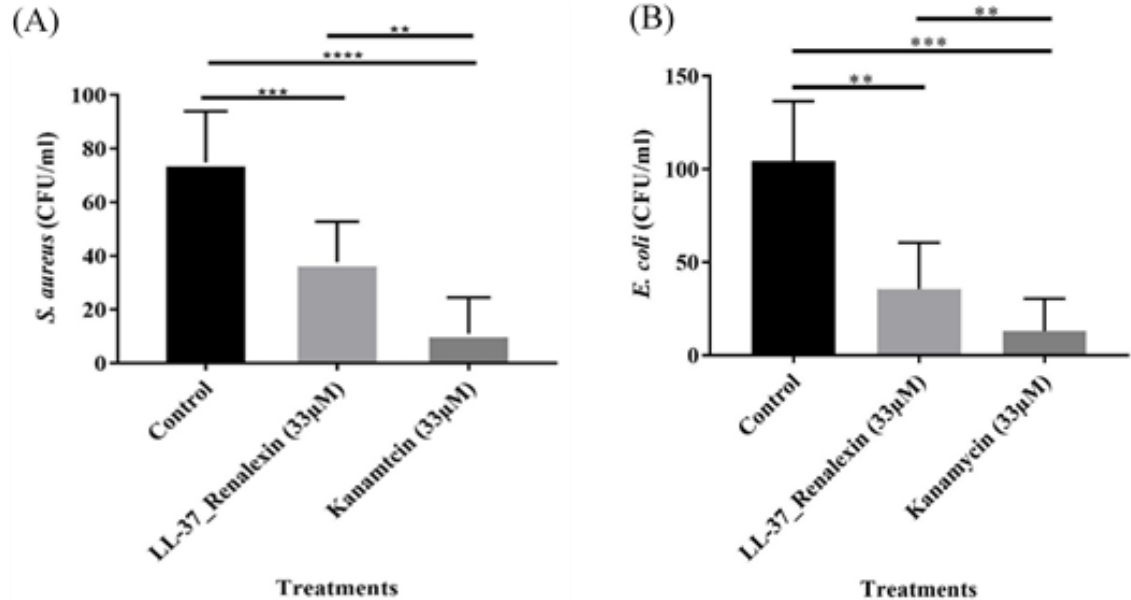 (A)
**
****
***
100
80
60
40
20
0
S. aureus (CFU/ml)
Control
LL-37_Renalexin (33µM)
Kanamtcin (33µM)
Treatments
(B)
**
***
**
150
100
50
0
E. coli (CFU/ml)
Control
LL-37_Renalexin (33µM)
Kanamycin (33µM)
Treatments